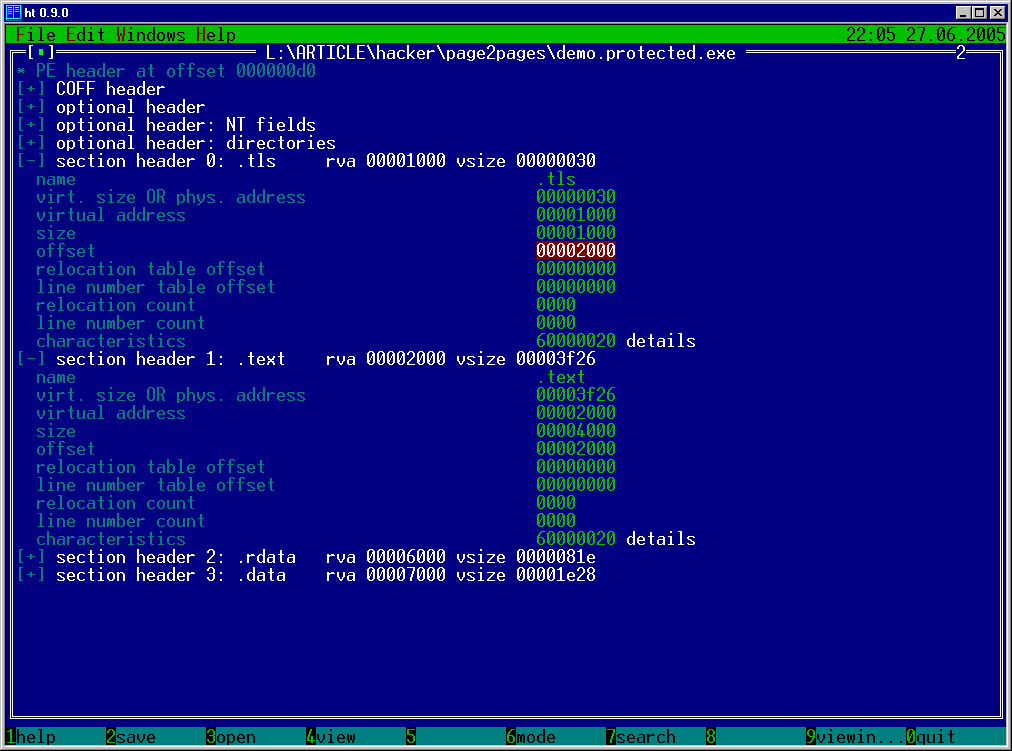 ht 0.9.0
File Edit Windows Help 22:05 27.06.2005
[▪] L:\ARTICLE\hacker\page2pages\demo.protected.exe 2
* PE header at offset 000000d0
[+] COFF header
[+] optional header
[+] optional header: NT fields
[+] optional header: directories
[-] section header 0: .tls rva 00001000 vsize 00000030
name .tls
virt. size OR phys. address 00000030
virtual address 00001000
size 00001000
offset 00002000
relocation table offset 00000000
line number table offset 00000000
relocation count 0000
line number count 0000
characteristics 60000020 details
[-] section header 1: .text rva 00002000 vsize 00003f26
name .text
virt. size OR phys. address 00003f26
virtual address 00002000
size 00004000
offset 00002000
relocation table offset 00000000
line number table offset 00000000
relocation count 0000
line number count 0000
characteristics 60000020 details
[+] section header 2: .rdata rva 00006000 vsize 0000081e
[+] section header 3: .data rva 00007000 vsize 00001e28
1help 2save 3open 4view 5 6mode 7search 8 9viewin... 0quit